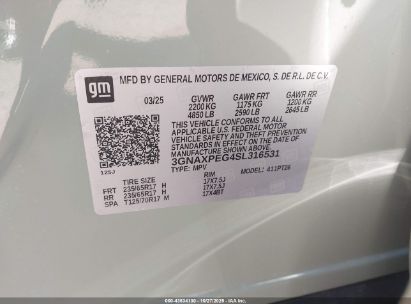 gm
MFD BY GENERAL MOTORS DE MEXICO, S. DE R.L. DE C.V.
03/25 GVWR GAWR FRT GAWR RR
2200 KG 1175 KG 1200 KG
4850 LB 2590 LB 2645 LB
THIS VEHICLE CONFORMS TO ALL
APPLICABLE U.S. FEDERAL MOTOR
VEHICLE SAFETY AND THEFT PREVENTION
STANDARDS IN EFFECT ON THE DATE OF
MANUFACTURE SHOWN ABOVE.
3GNAXPEG4SL316531
TYPE: MPV MODEL: 411PT26
12SJ
TIRE SIZE RIM
FRT 235/65R17 H 17X7.5J
RR 235/65R17 H 17X7.5J
SPA T125/70R17 M 17X4BT